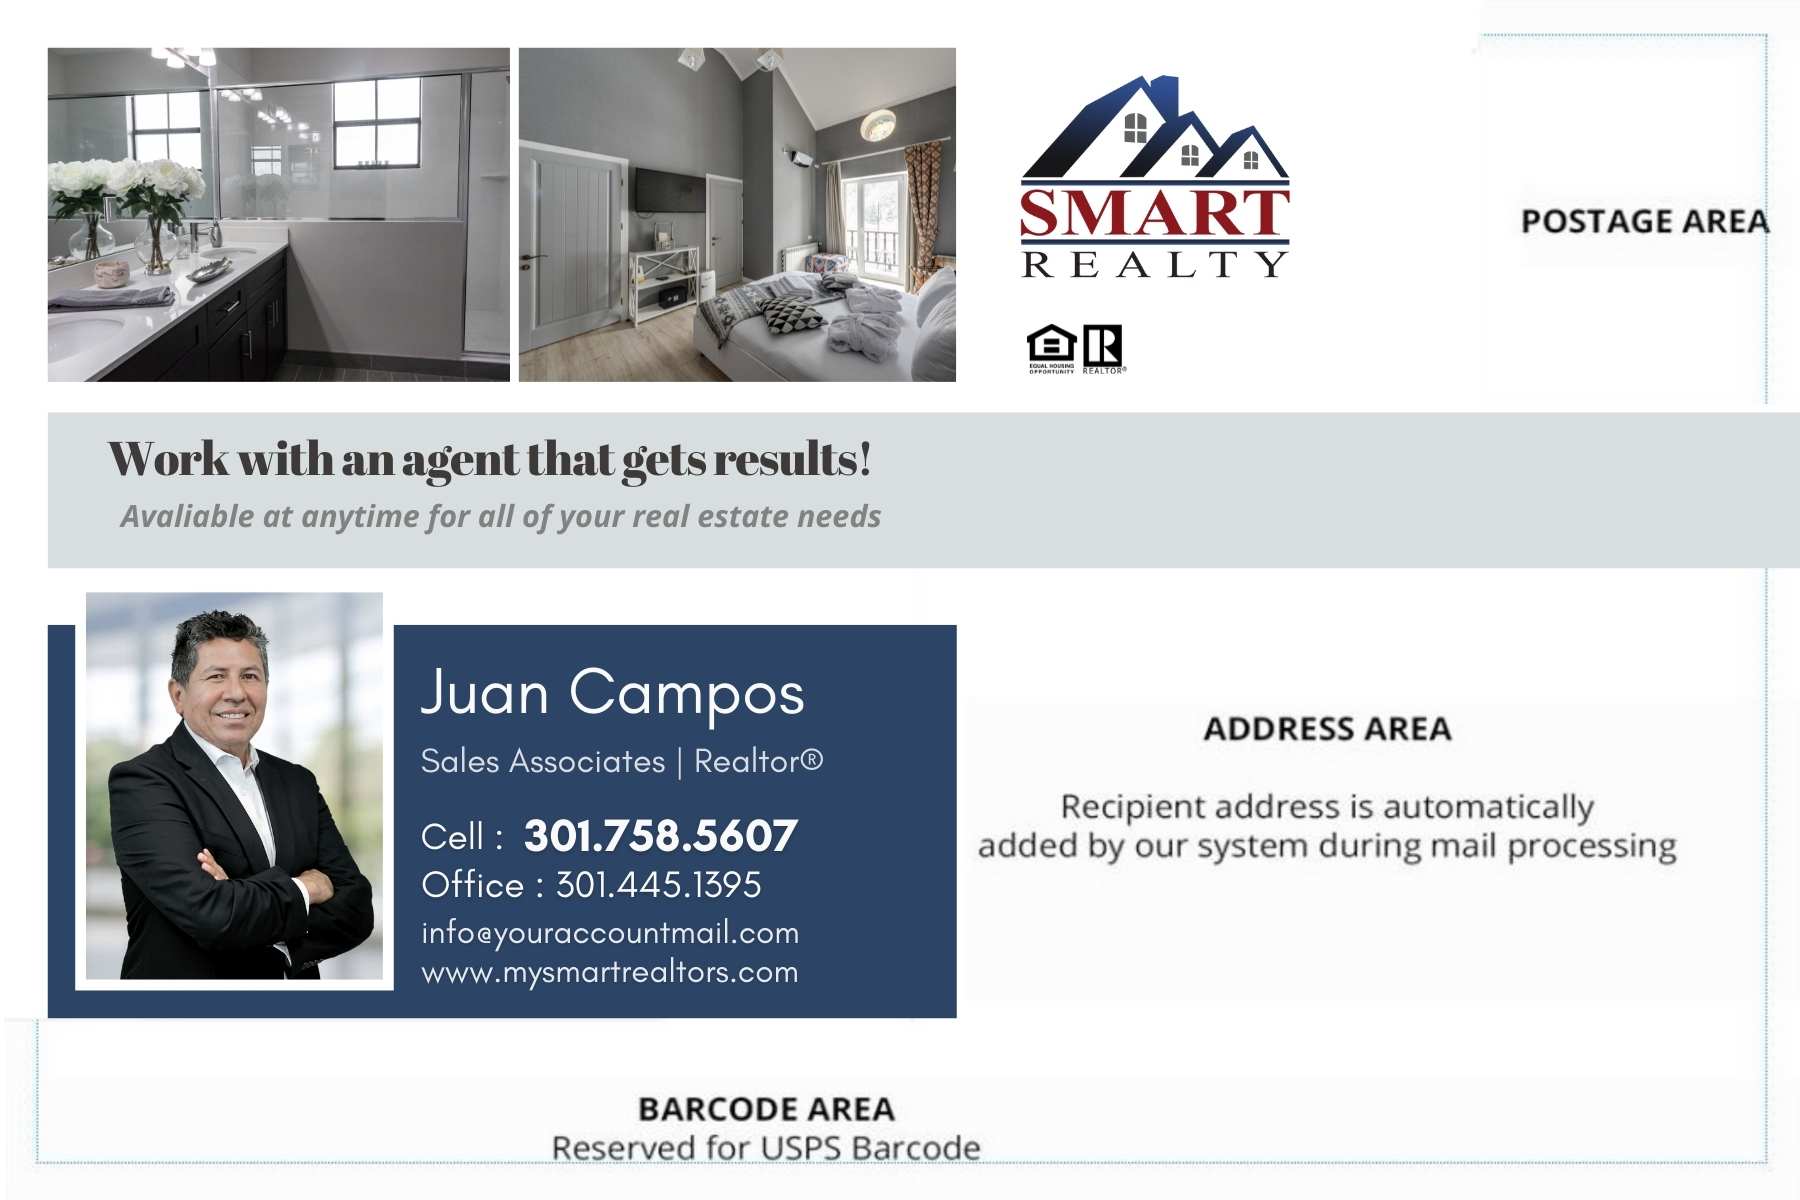 SMART
REALTY
EQUAL HOUSING
OPPORTUNITY
REALTOR®
POSTAGE AREA
Work with an agent that gets results!
Avaliable at anytime for all of your real estate needs
Juan Campos
Sales Associates | Realtor®
Cell : 301.758.5607
Office : 301.445.1395
info@youraccountmail.com
www.mysmartrealtors.com
ADDRESS AREA
Recipient address is automatically
added by our system during mail processing
BARCODE AREA
Reserved for USPS Barcode